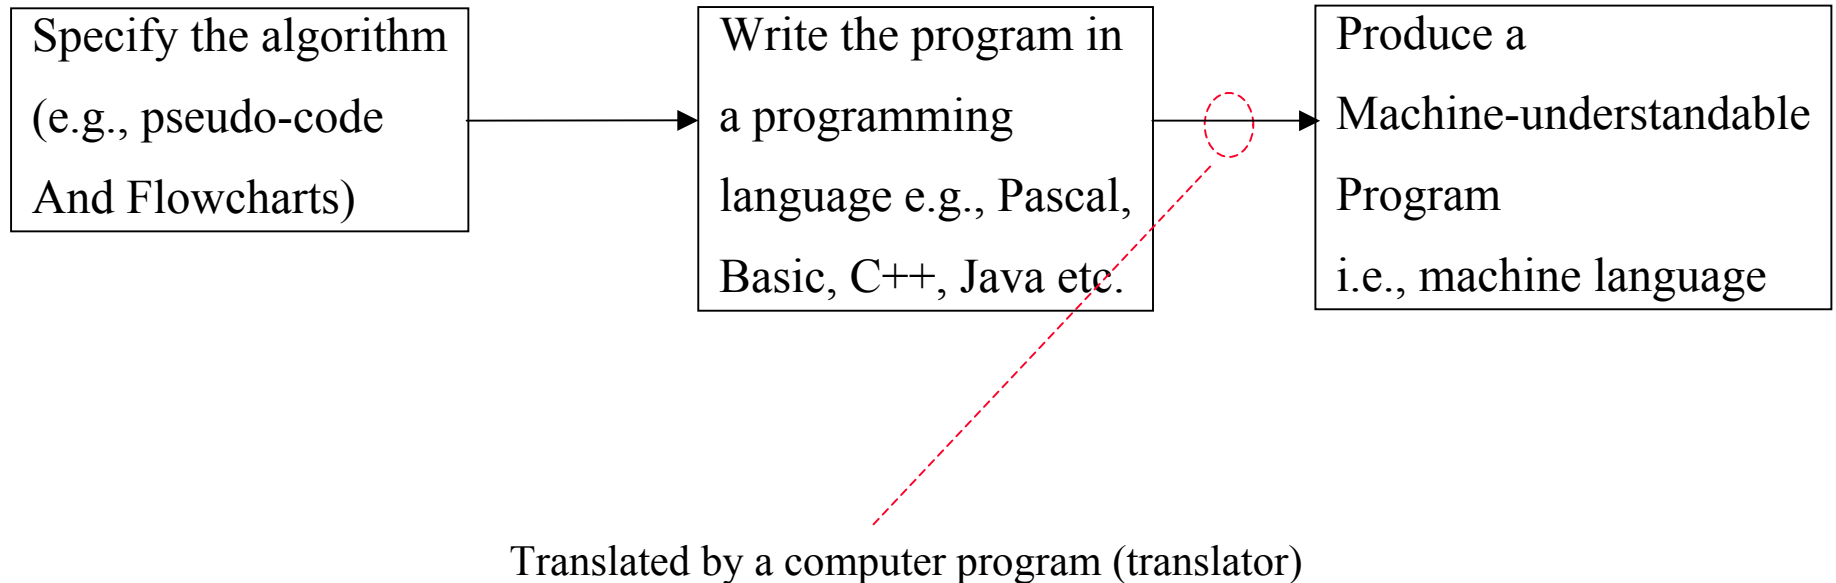 Specify the algorithm
(e.g., pseudo-code
And Flowcharts)
Write the program in
a programming
language e.g., Pascal,
Basic, C++, Java etc.
Produce a
Machine-understandable
Program
i.e., machine language
Translated by a computer program (translator)